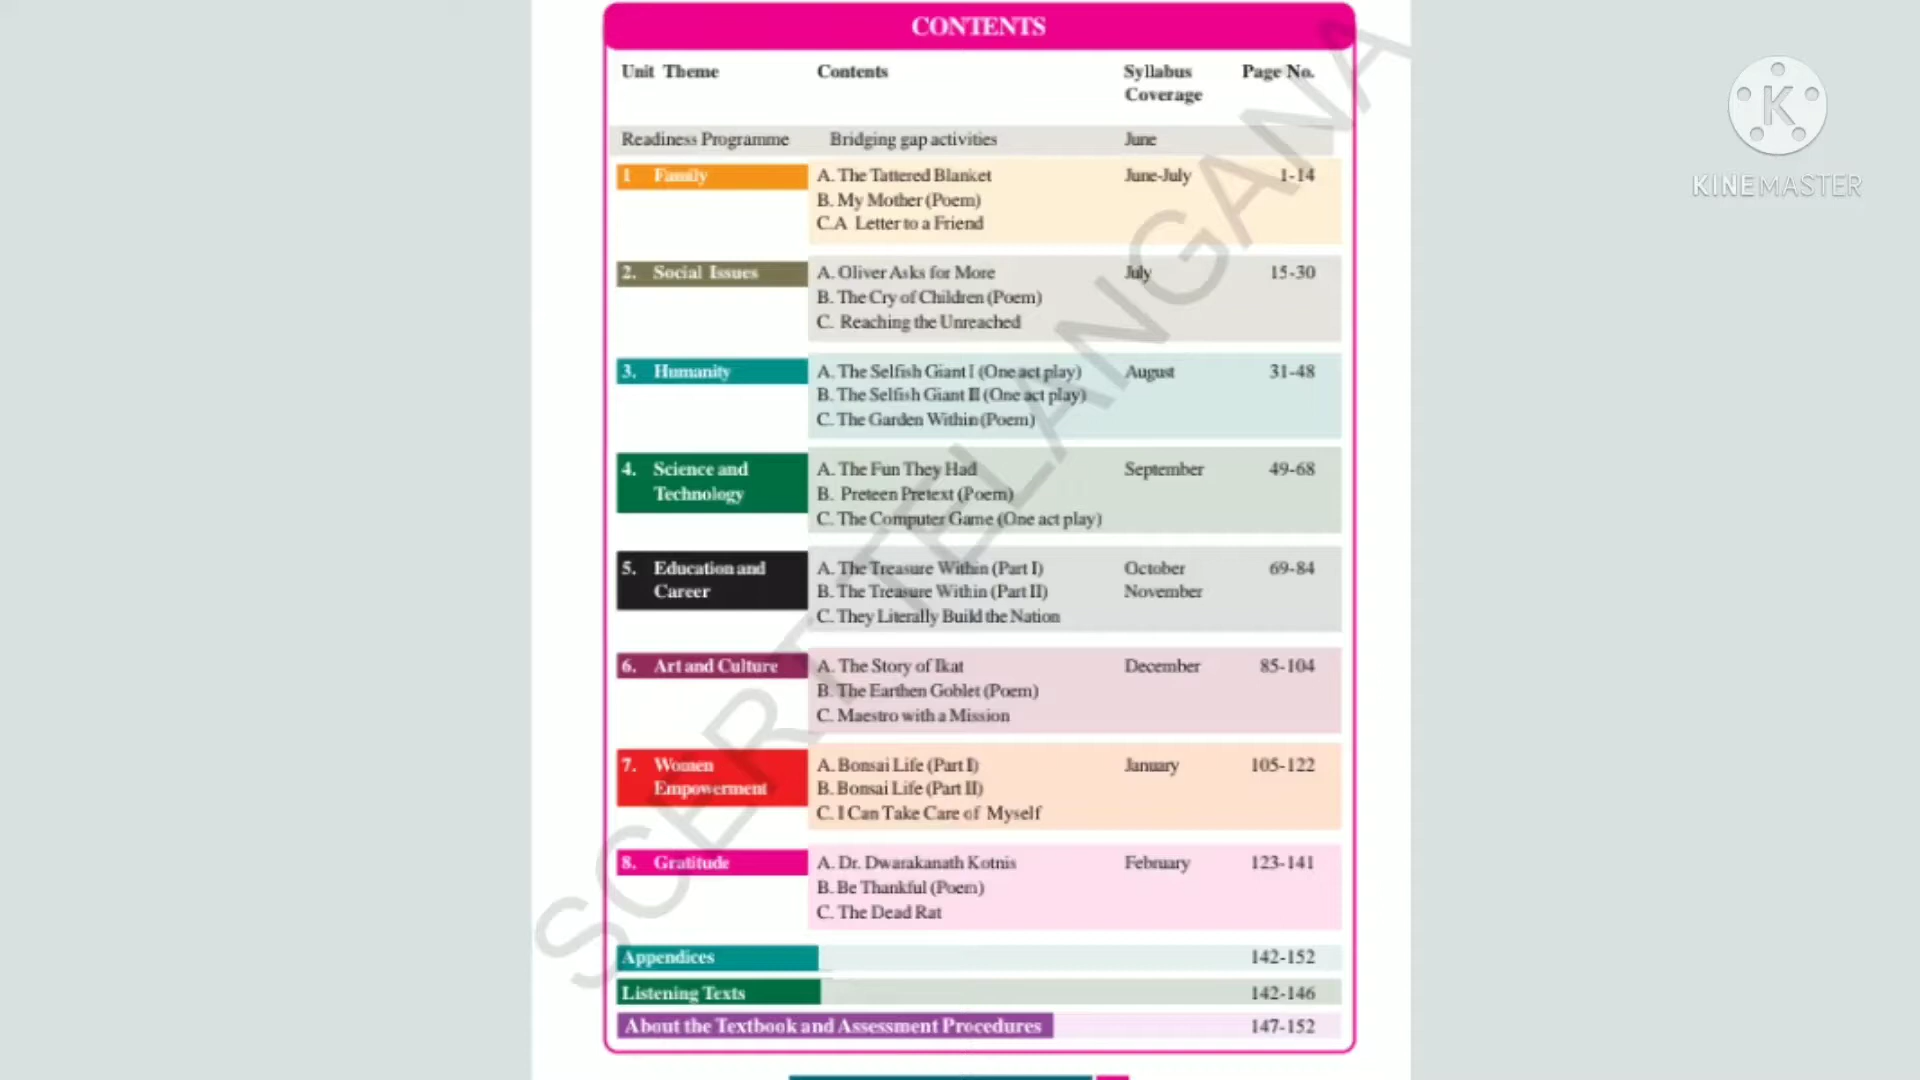 CONTENTS
Unit Theme Contents Syllabus Coverage Page No.
Readiness Programme Bridging gap activities June
1 Family A. The Tattered Blanket June-July 1-14
B. My Mother (Poem)
C.A Letter to a Friend
2. Social Issues A. Oliver Asks for More July 15-30
B. The Cry of Children (Poem)
C. Reaching the Unreached
3. Humanity A. The Selfish Giant I (One act play) August 31-48
B. The Selfish Giant II (One act play)
C. The Garden Within (Poem)
4. Science and Technology A. The Fun They Had September 49-68
B. Preteen Pretext (Poem)
C. The Computer Game (One act play)
5. Education and Career A. The Treasure Within (Part I) October 69-84
B. The Treasure Within (Part II) November
C. They Literally Build the Nation
6. Art and Culture A. The Story of Ikat December 85-104
B. The Earthen Goblet (Poem)
C. Maestro with a Mission
7. Women Empowerment A. Bonsai Life (Part I) January 105-122
B. Bonsai Life (Part II)
C. I Can Take Care of Myself
8. Gratitude A. Dr. Dwarakanath Kotnis February 123-141
B. Be Thankful (Poem)
C. The Dead Rat
Appendices 142-152
Listening Texts 142-146
About the Textbook and Assessment Procedures 147-152
SCERT TELANGANA
K
KINEMASTER